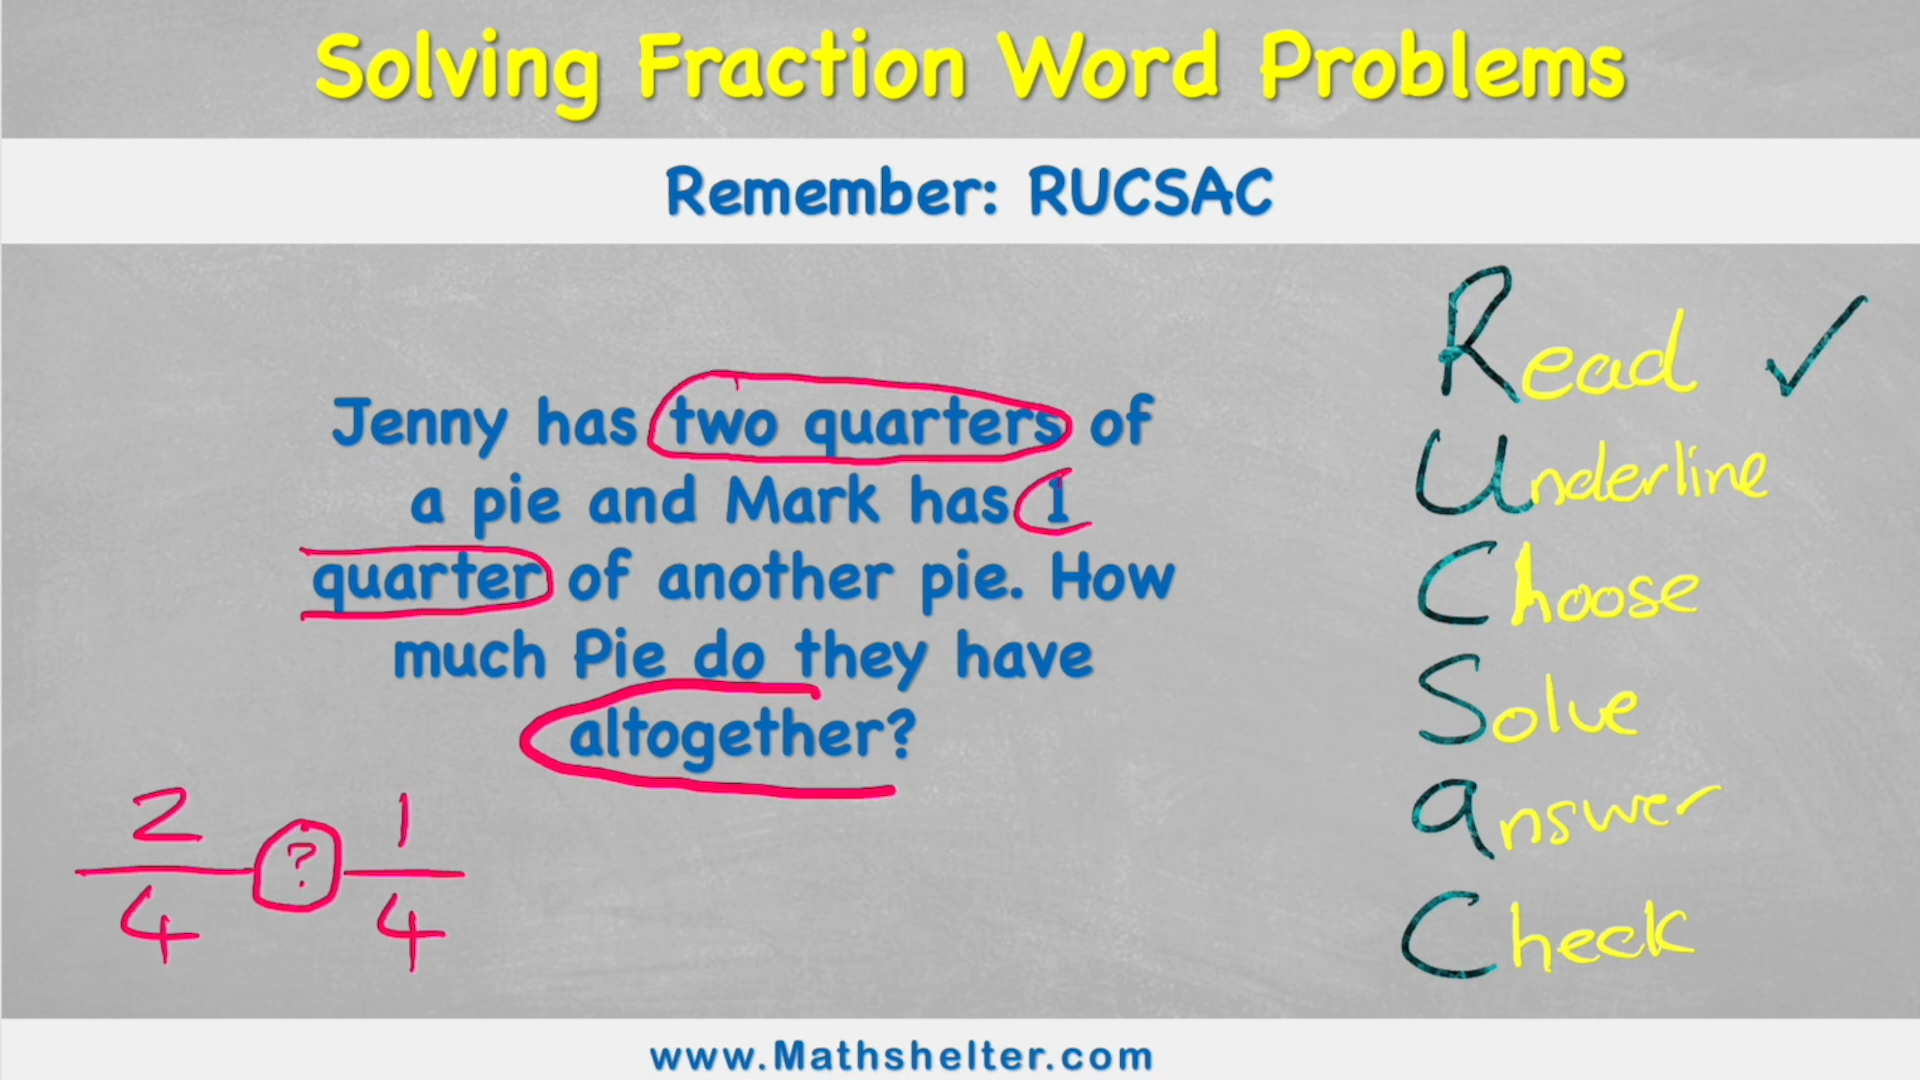 Solving Fraction Word Problems
Remember: RUCSAC
Jenny has two quarters of
a pie and Mark has 1
quarter of another pie. How
much Pie do they have
altogether?
2
4
?
1
4
Read ✓
Underline
Choose
Solve
answer
Check
www.Mathshelter.com